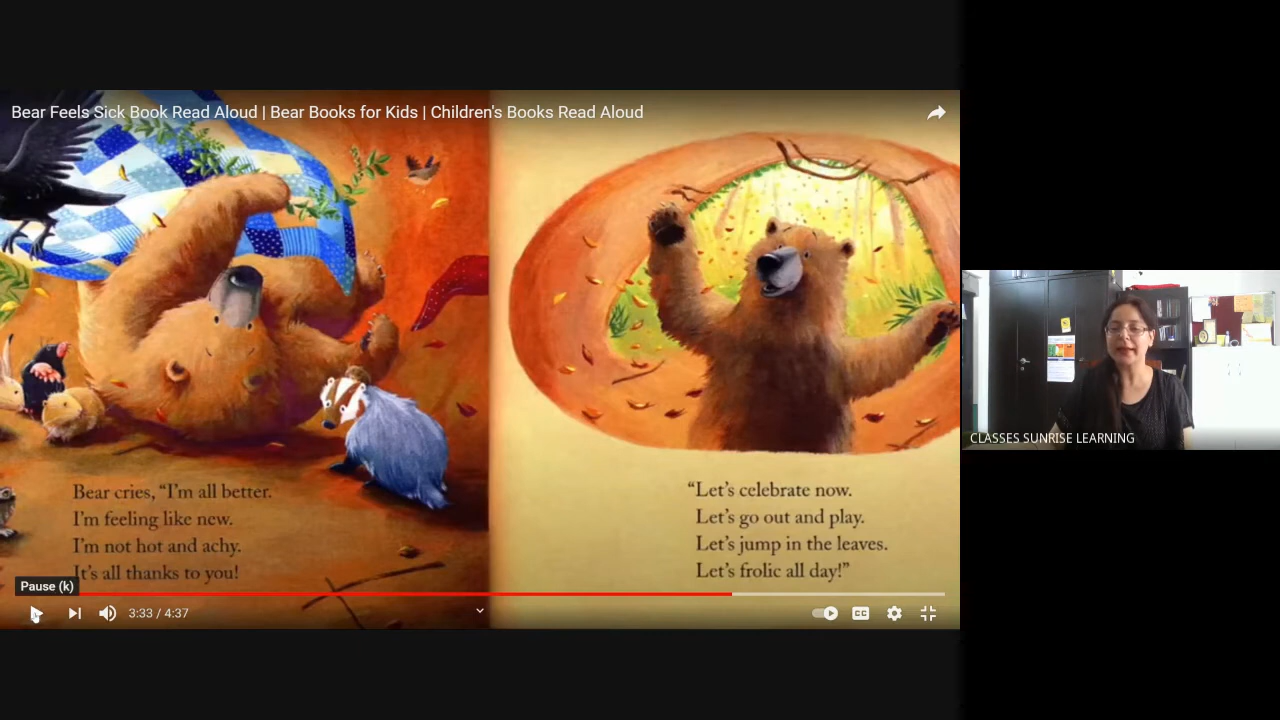 Bear Feels Sick Book Read Aloud | Bear Books for Kids | Children's Books Read Aloud
Bear cries, “I’m all better.
I’m feeling like new.
I’m not hot and achy.
It’s all thanks to you!
“Let’s celebrate now.
Let’s go out and play.
Let’s jump in the leaves.
Let’s frolic all day!”
Pause (k)
3:33 / 4:37
CC
CLASSES SUNRISE LEARNING